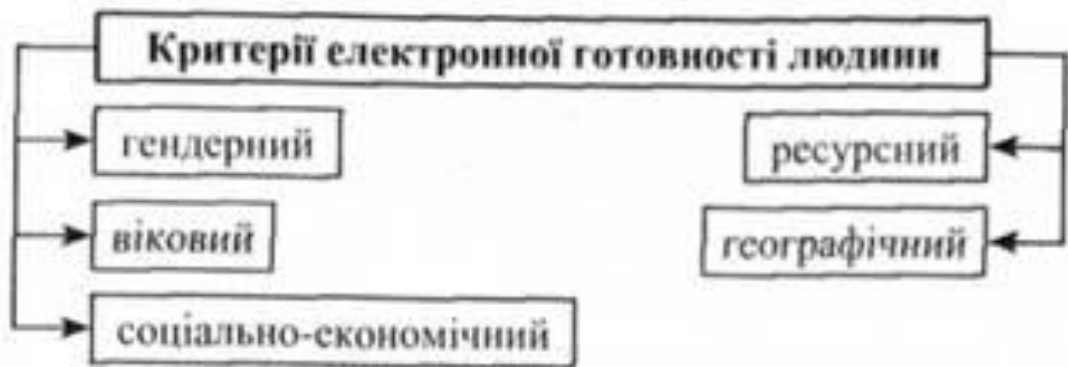 Критерії електронної готовності людини
гендерний
ресурсний
віковий
географічний
соціально-економічний